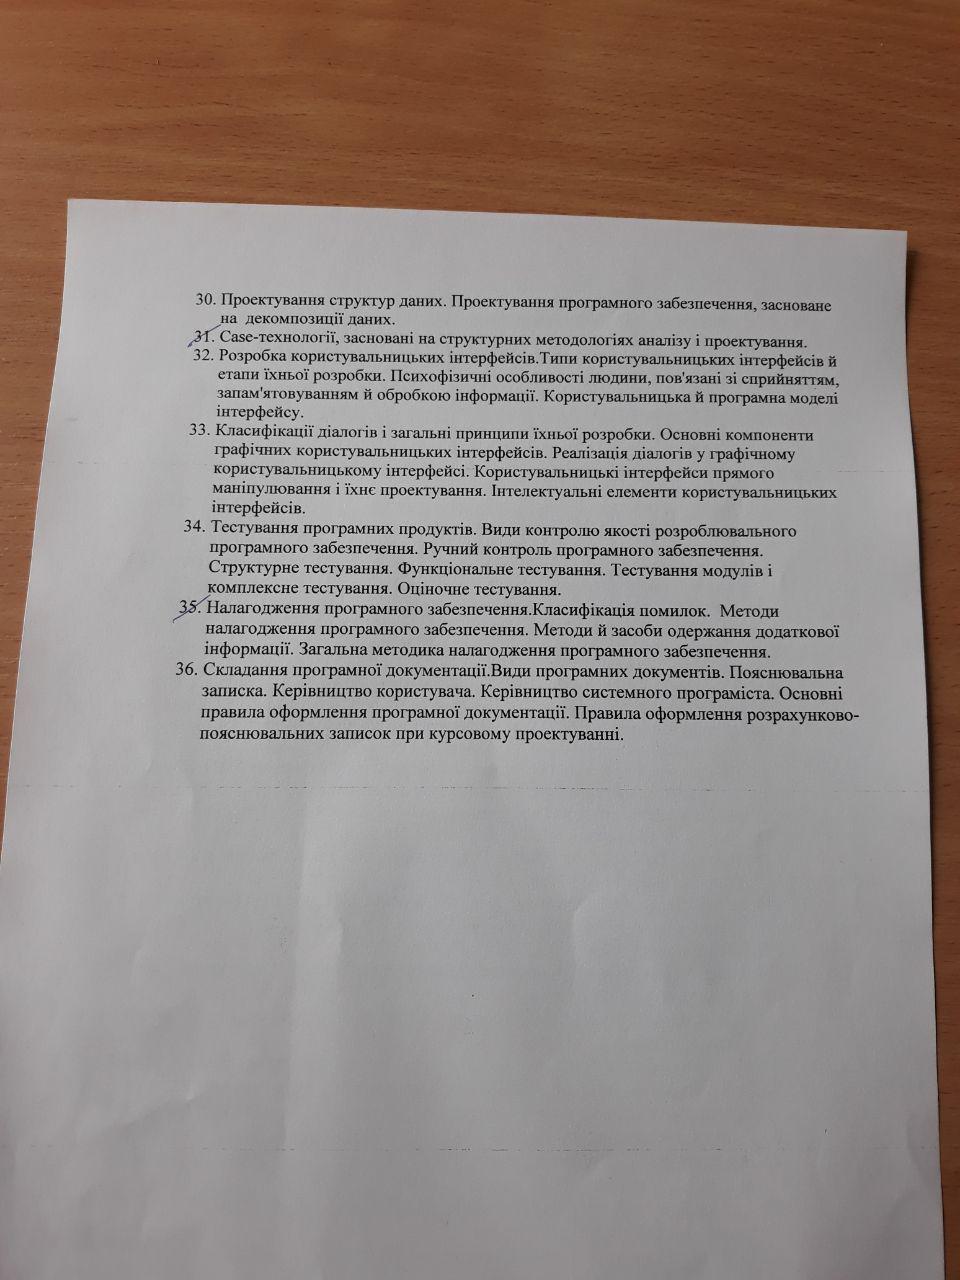 30. Проектування структур даних. Проектування програмного забезпечення, засноване
на декомпозиції даних.
31. Case-технології, засновані на структурних методологіях аналізу і проектування.
32. Розробка користувальницьких інтерфейсів.Типи користувальницьких інтерфейсів й
етапи їхньої розробки. Психофізичні особливості людини, пов'язані зі сприйняттям,
запам'ятовуванням й обробкою інформації. Користувальницька й програмна моделі
інтерфейсу.
33. Класифікації діалогів і загальні принципи їхньої розробки. Основні компоненти
графічних користувальницьких інтерфейсів. Реалізація діалогів у графічному
користувальницькому інтерфейсі. Користувальницькі інтерфейси прямого
маніпулювання і їхнє проектування. Інтелектуальні елементи користувальницьких
інтерфейсів.
34. Тестування програмних продуктів. Види контролю якості розроблювального
програмного забезпечення. Ручний контроль програмного забезпечення.
Структурне тестування. Функціональне тестування. Тестування модулів і
комплексне тестування. Оціночне тестування.
35. Налагодження програмного забезпечення.Класифікація помилок. Методи
налагодження програмного забезпечення. Методи й засоби одержання додаткової
інформації. Загальна методика налагодження програмного забезпечення.
36. Складання програмної документації.Види програмних документів. Пояснювальна
записка. Керівництво користувача. Керівництво системного програміста. Основні
правила оформлення програмної документації. Правила оформлення розрахунково-
пояснювальних записок при курсовому проектуванні.